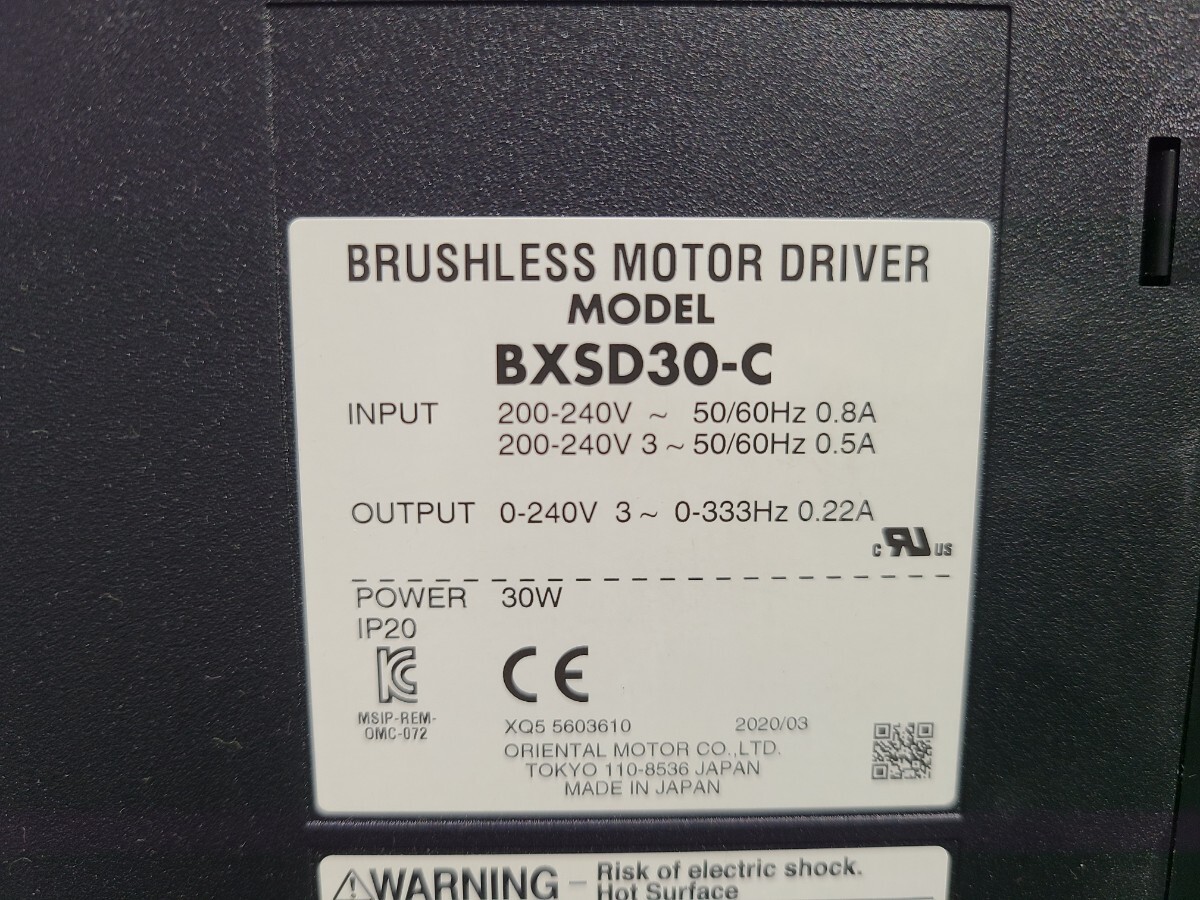 BRUSHLESS MOTOR DRIVER
MODEL
BXSD30-C
INPUT 200-240V ~ 50/60Hz 0.8A
200-240V 3~50/60Hz 0.5A
OUTPUT 0-240V 3~ 0-333Hz 0.22A
c RU US
POWER 30W
IP20
KC CE
MSIP-REM-
OMC-072
XQ5 5603610 2020/03
ORIENTAL MOTOR CO.,LTD.
TOKYO 110-8536 JAPAN
MADE IN JAPAN
⚠WARNING – Risk of electric shock.
Hot Surface